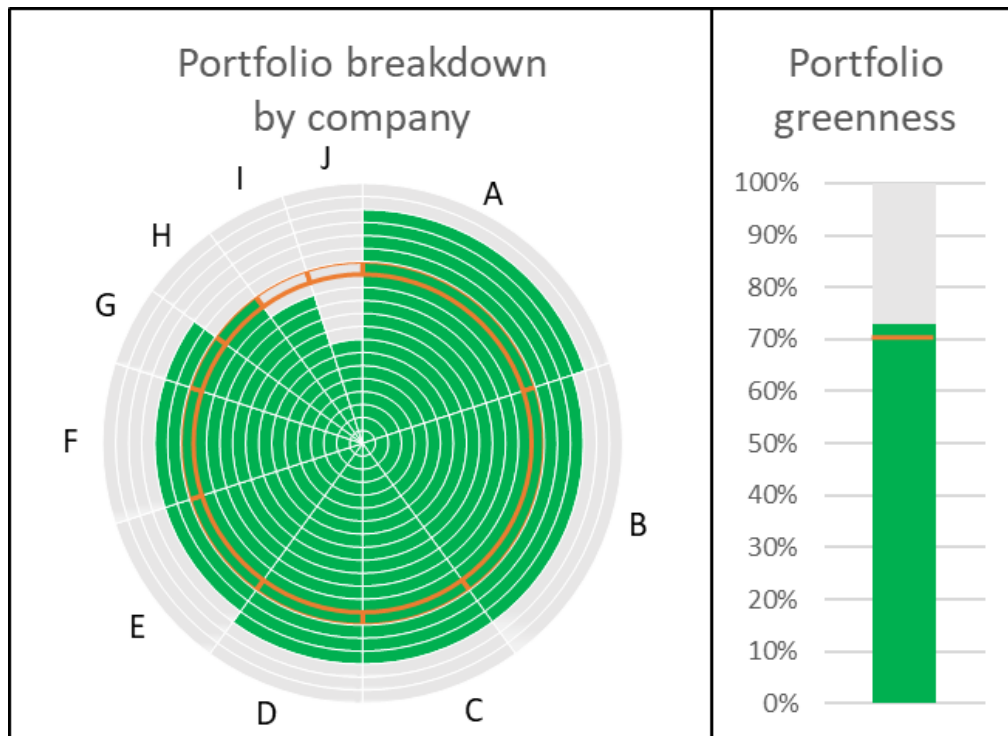 Portfolio breakdown
by company
J
A
I
H
G
F
B
E
D
C
Portfolio
greenness
100%
90%
80%
70%
60%
50%
40%
30%
20%
10%
0%